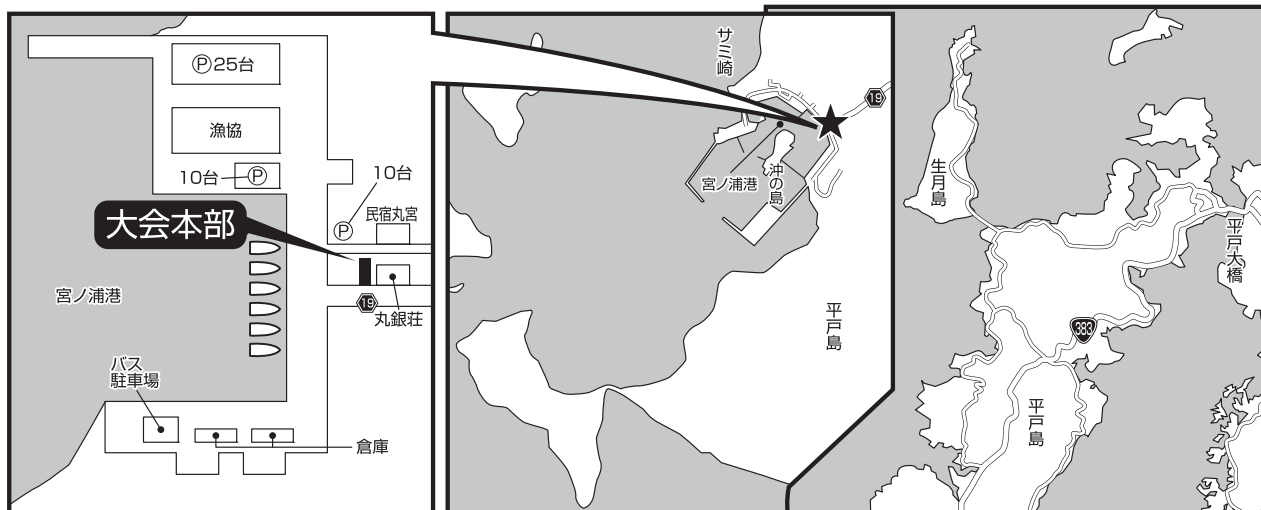 Ⓟ25台
漁協
10台
Ⓟ
10台
Ⓟ
民宿丸宮
大会本部
宮ノ浦港
19
丸銀荘
バス
駐車場
倉庫
サミ崎
19
宮ノ浦港
沖の島
平戸島
生月島
平戸大橋
383
平戸島